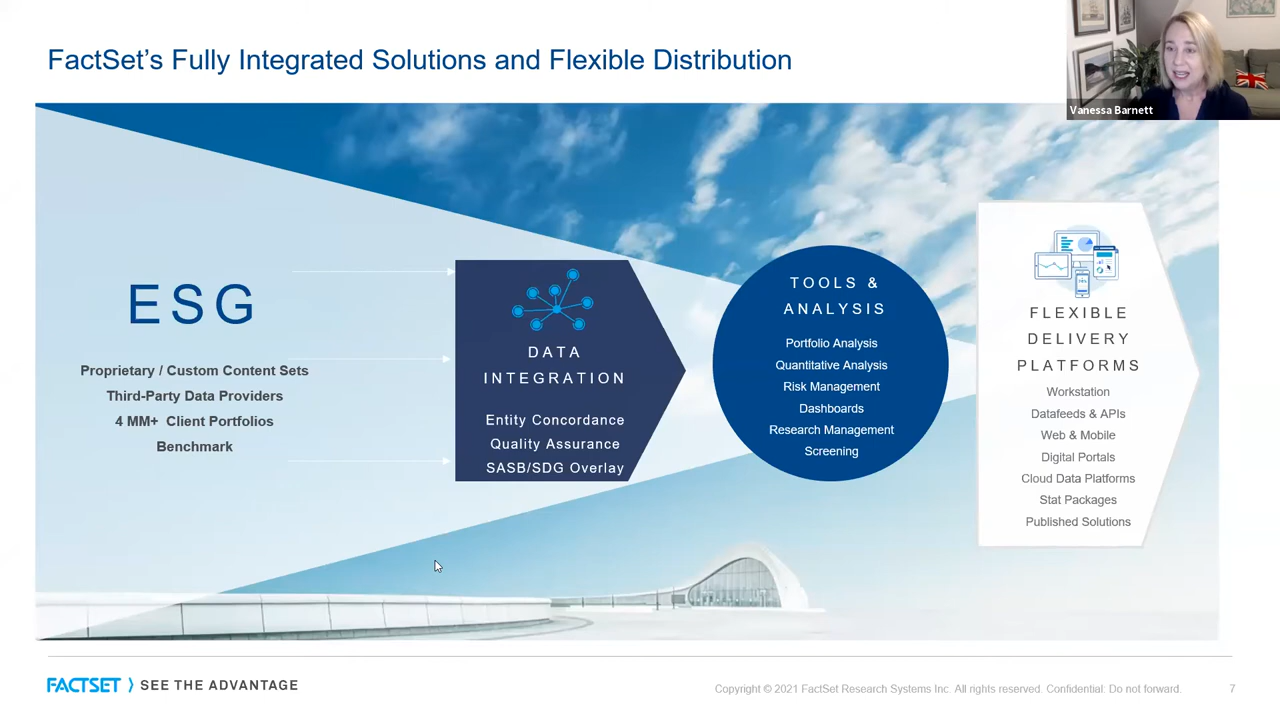 FactSet's Fully Integrated Solutions and Flexible Distribution
Vanessa Barnett
ESG
Proprietary / Custom Content Sets
Third-Party Data Providers
4 MM+ Client Portfolios
Benchmark
DATA
INTEGRATION
Entity Concordance
Quality Assurance
SASB/SDG Overlay
TOOLS &
ANALYSIS
Portfolio Analysis
Quantitative Analysis
Risk Management
Dashboards
Research Management
Screening
FLEXIBLE
DELIVERY
PLATFORMS
Workstation
Datafeeds & APIs
Web & Mobile
Digital Portals
Cloud Data Platforms
Stat Packages
Published Solutions
FACTSET SEE THE ADVANTAGE
Copyright © 2021 FactSet Research Systems Inc. All rights reserved. Confidential: Do not forward.
7